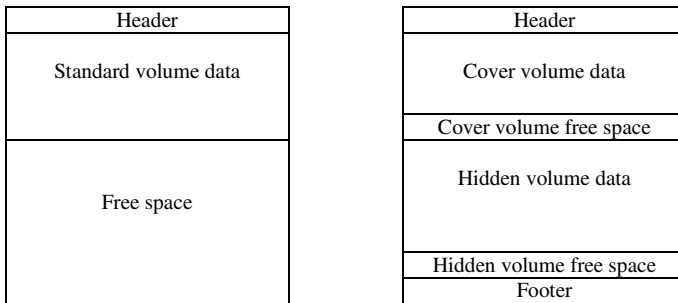 Header
Standard volume data
Free space
Header
Cover volume data
Cover volume free space
Hidden volume data
Hidden volume free space
Footer